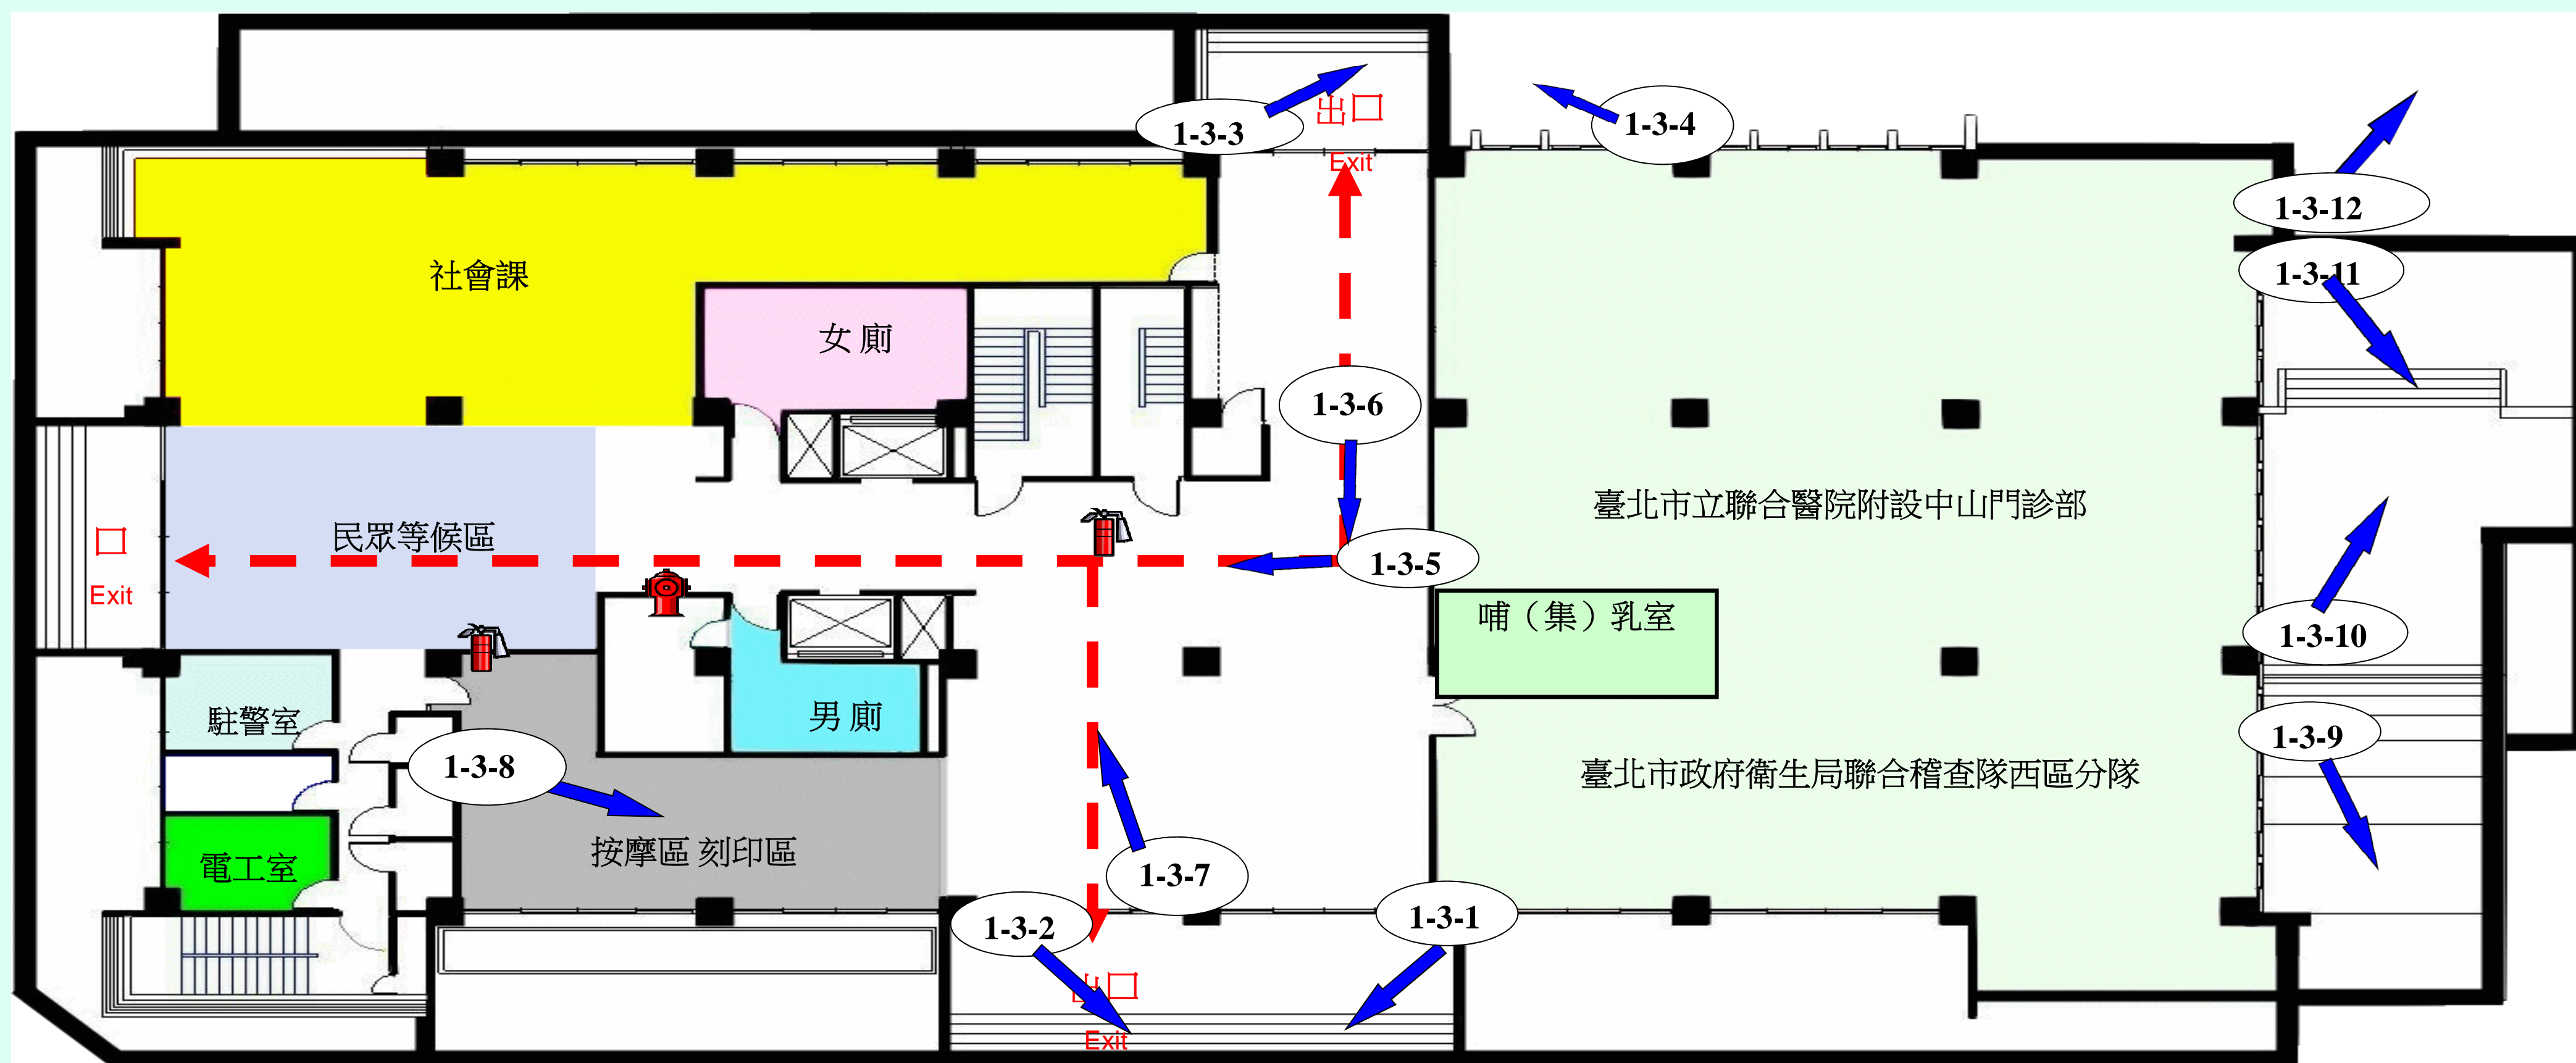 1-3-3
出口
Exit
1-3-4
1-3-12
1-3-11
社會課
女廁
1-3-6
臺北市立聯合醫院附設中山門診部
民眾等候區
口
Exit
1-3-5
哺（集）乳室
1-3-10
駐警室
男廁
1-3-9
1-3-8
臺北市政府衛生局聯合稽查隊西區分隊
電工室
按摩區 刻印區
1-3-7
1-3-2
1-3-1
出口
Exit